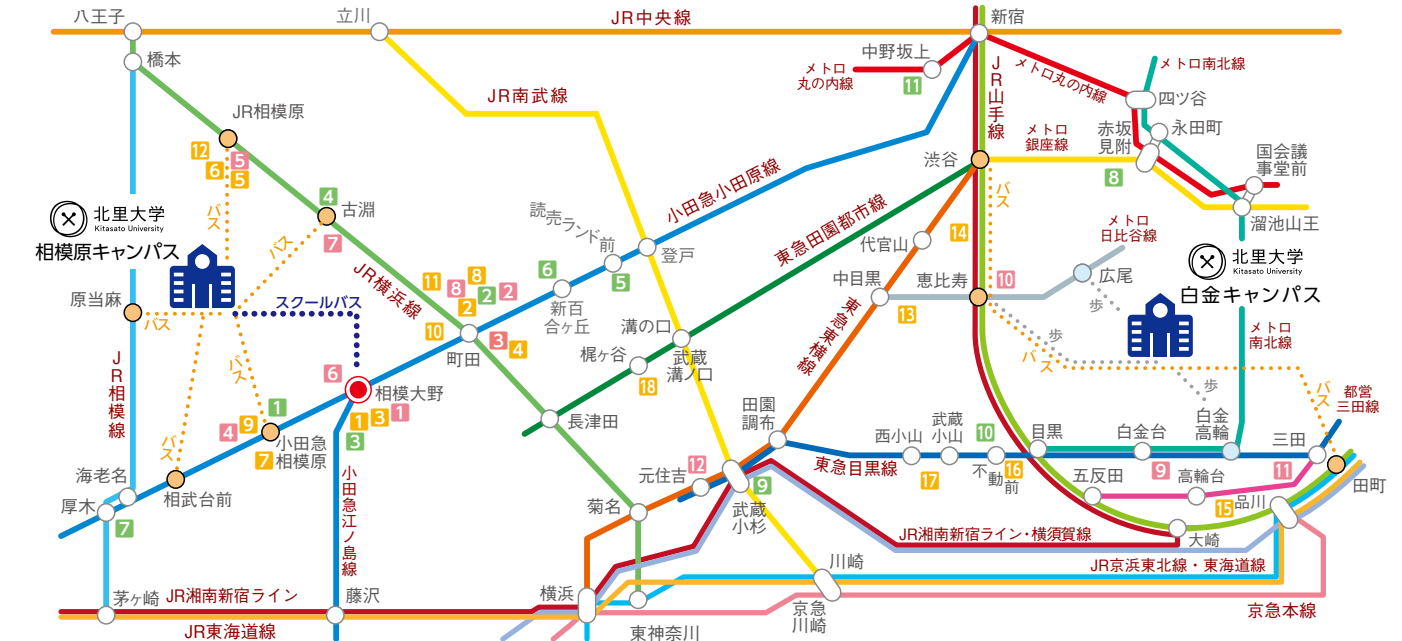 八王子
立川
JR中央線
新宿
橋本
中野坂上
メトロ
丸の内線
11
JR山手線
メトロ丸の内線
メトロ南北線
四ツ谷
JR南武線
JR相模原
12
5
6
5
バス
メトロ
銀座線
赤坂
見附
永田町
国会議
事堂前
渋谷
8
バス
溜池山王
北里大学
Kitasato University
相模原キャンパス
4
古淵
7
バス
小田急小田原線
読売ランド前
登戸
東急田園都市線
14
代官山
メトロ
日比谷線
北里大学
Kitasato University
白金キャンパス
原当麻
バス
スクールバス
JR横浜線
11
8
8
2
2
2
10
6
新百
合ヶ丘
5
中目黒
恵比寿
10
広尾
歩
13
町田
3
4
溝の口
武蔵
溝ノ口
梶ヶ谷
18
東急東横線
歩
バス
メトロ
南北線
歩
バス
都営
三田線
JR相模線
バス
6
相模大野
1
3
1
3
1
9
4
7
小田急
相模原
バス
長津田
田園
調布
西小山
武蔵
小山
10
目黒
白金台
白金
高輪
三田
海老名
相武台前
小田急江ノ島線
元住吉
12
東急目黒線
17
不動前
16
9
11
五反田
高輪台
15
品川
田町
厚木
7
菊名
9
武蔵
小杉
JR湘南新宿ライン・横須賀線
大崎
川崎
JR京浜東北線・東海道線
茅ヶ崎
JR湘南新宿ライン
藤沢
横浜
JR東海道線
東神奈川
京急
川崎
京急本線